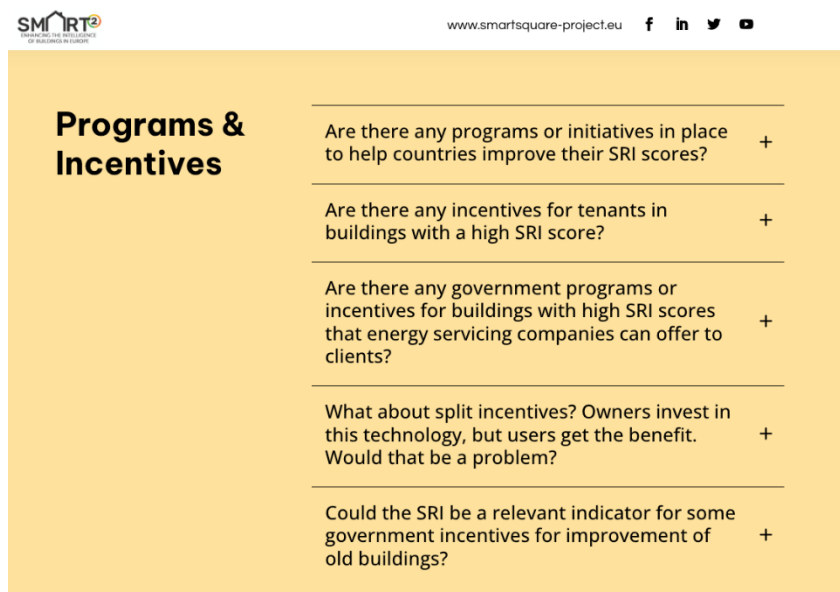 SMART²
ENHANCING THE INTELLIGENCE
OF BUILDINGS IN EUROPE
www.smartsquare-project.eu
Programs &
Incentives
Are there any programs or initiatives in place
to help countries improve their SRI scores?
Are there any incentives for tenants in
buildings with a high SRI score?
Are there any government programs or
incentives for buildings with high SRI scores
that energy servicing companies can offer to
clients?
What about split incentives? Owners invest in
this technology, but users get the benefit.
Would that be a problem?
Could the SRI be a relevant indicator for some
government incentives for improvement of
old buildings?